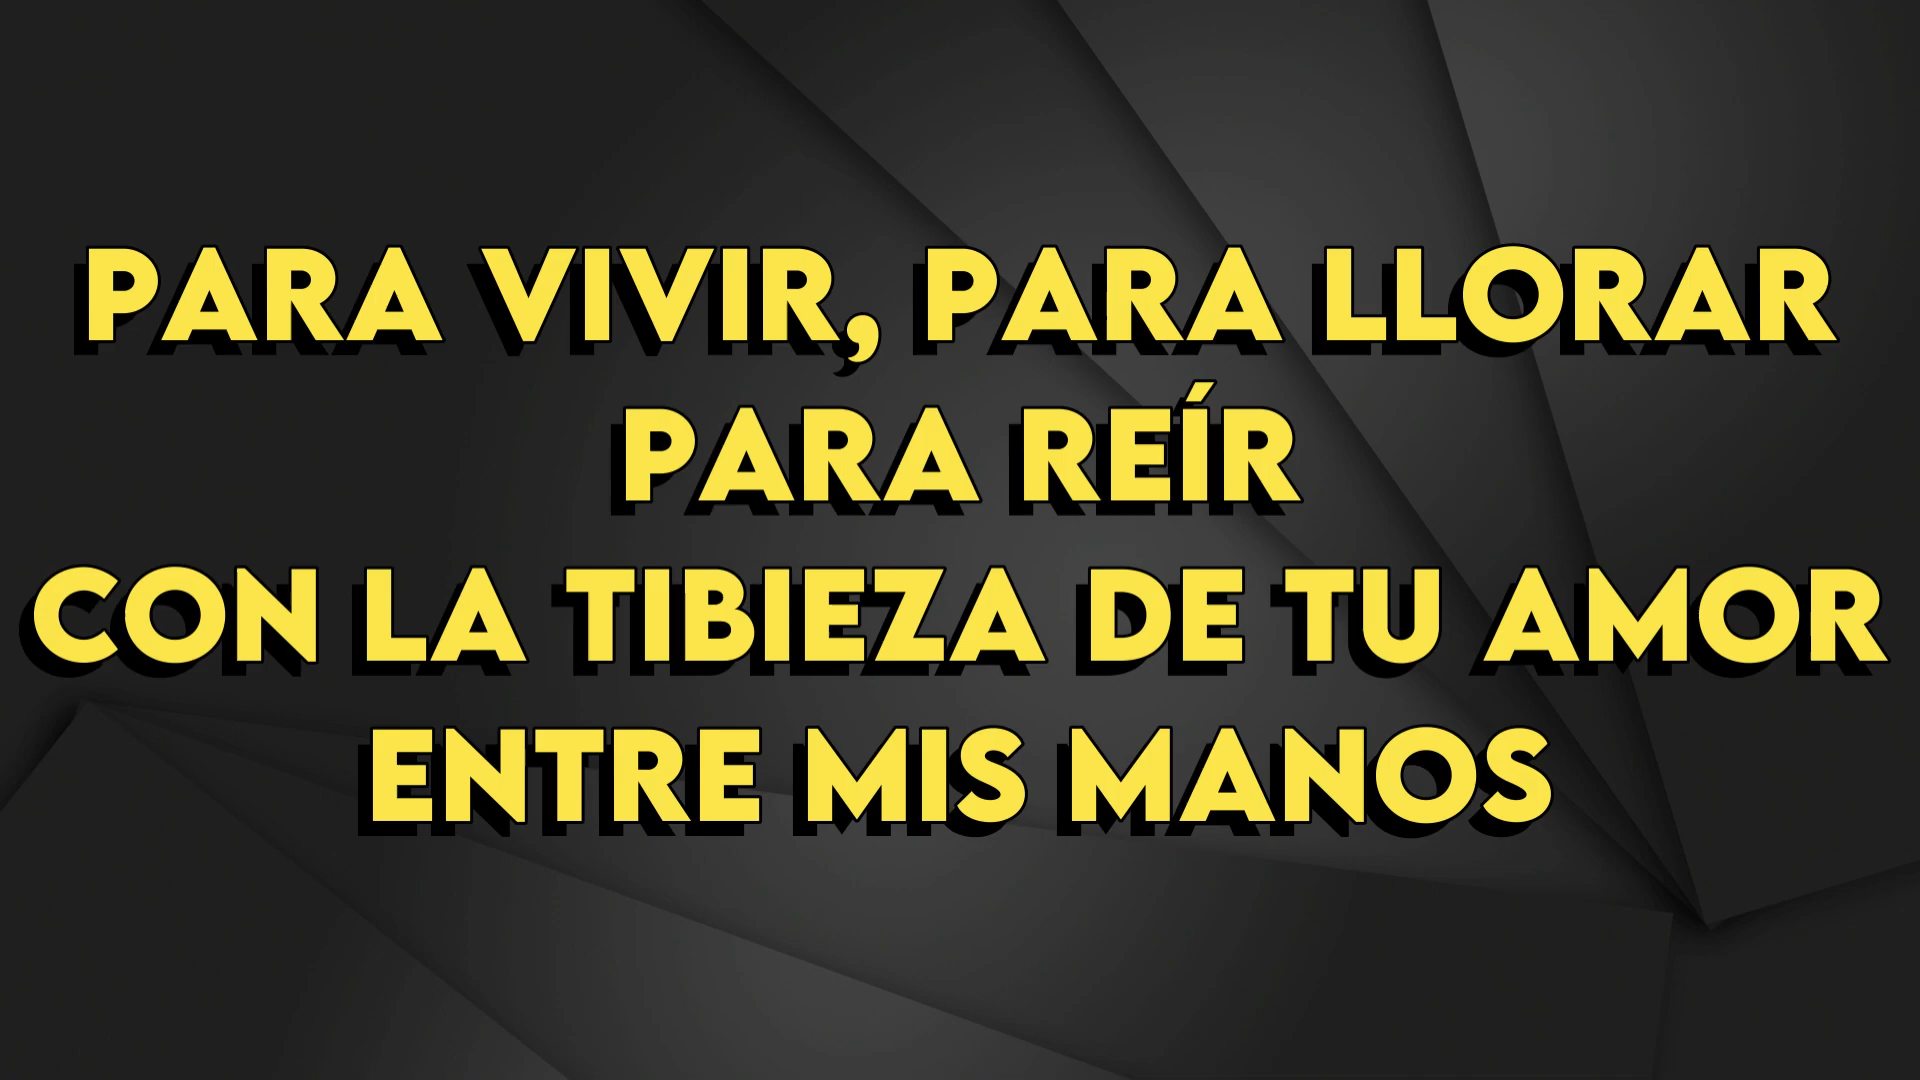 PARA VIVIR, PARA LLORAR
PARA REÍR
CON LA TIBIEZA DE TU AMOR
ENTRE MIS MANOS